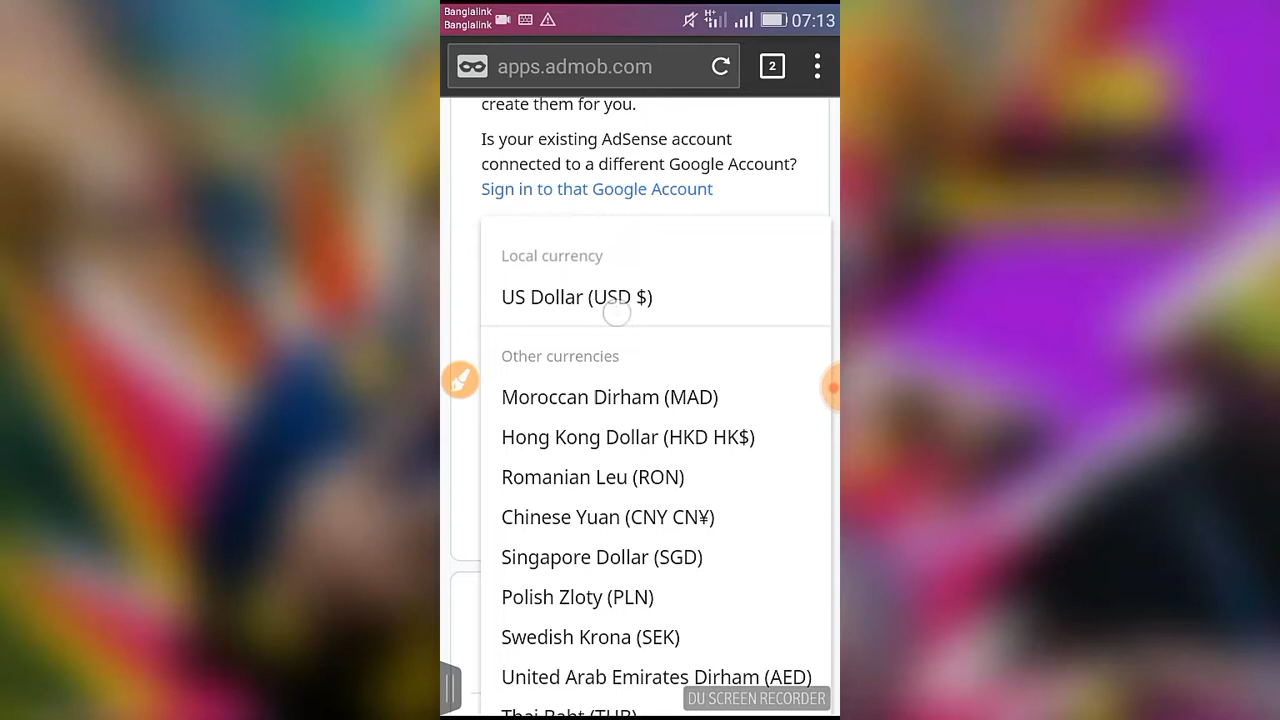 Banglalink
Banglalink
07:13
apps.admob.com
2
create them for you.
Is your existing AdSense account
connected to a different Google Account?
Sign in to that Google Account
Local currency
US Dollar (USD $)
Other currencies
Moroccan Dirham (MAD)
Hong Kong Dollar (HKD HK$)
Romanian Leu (RON)
Chinese Yuan (CNY CN¥)
Singapore Dollar (SGD)
Polish Zloty (PLN)
Swedish Krona (SEK)
United Arab Emirates Dirham (AED)
DU SCREEN RECORDER
Thai Baht (THB)